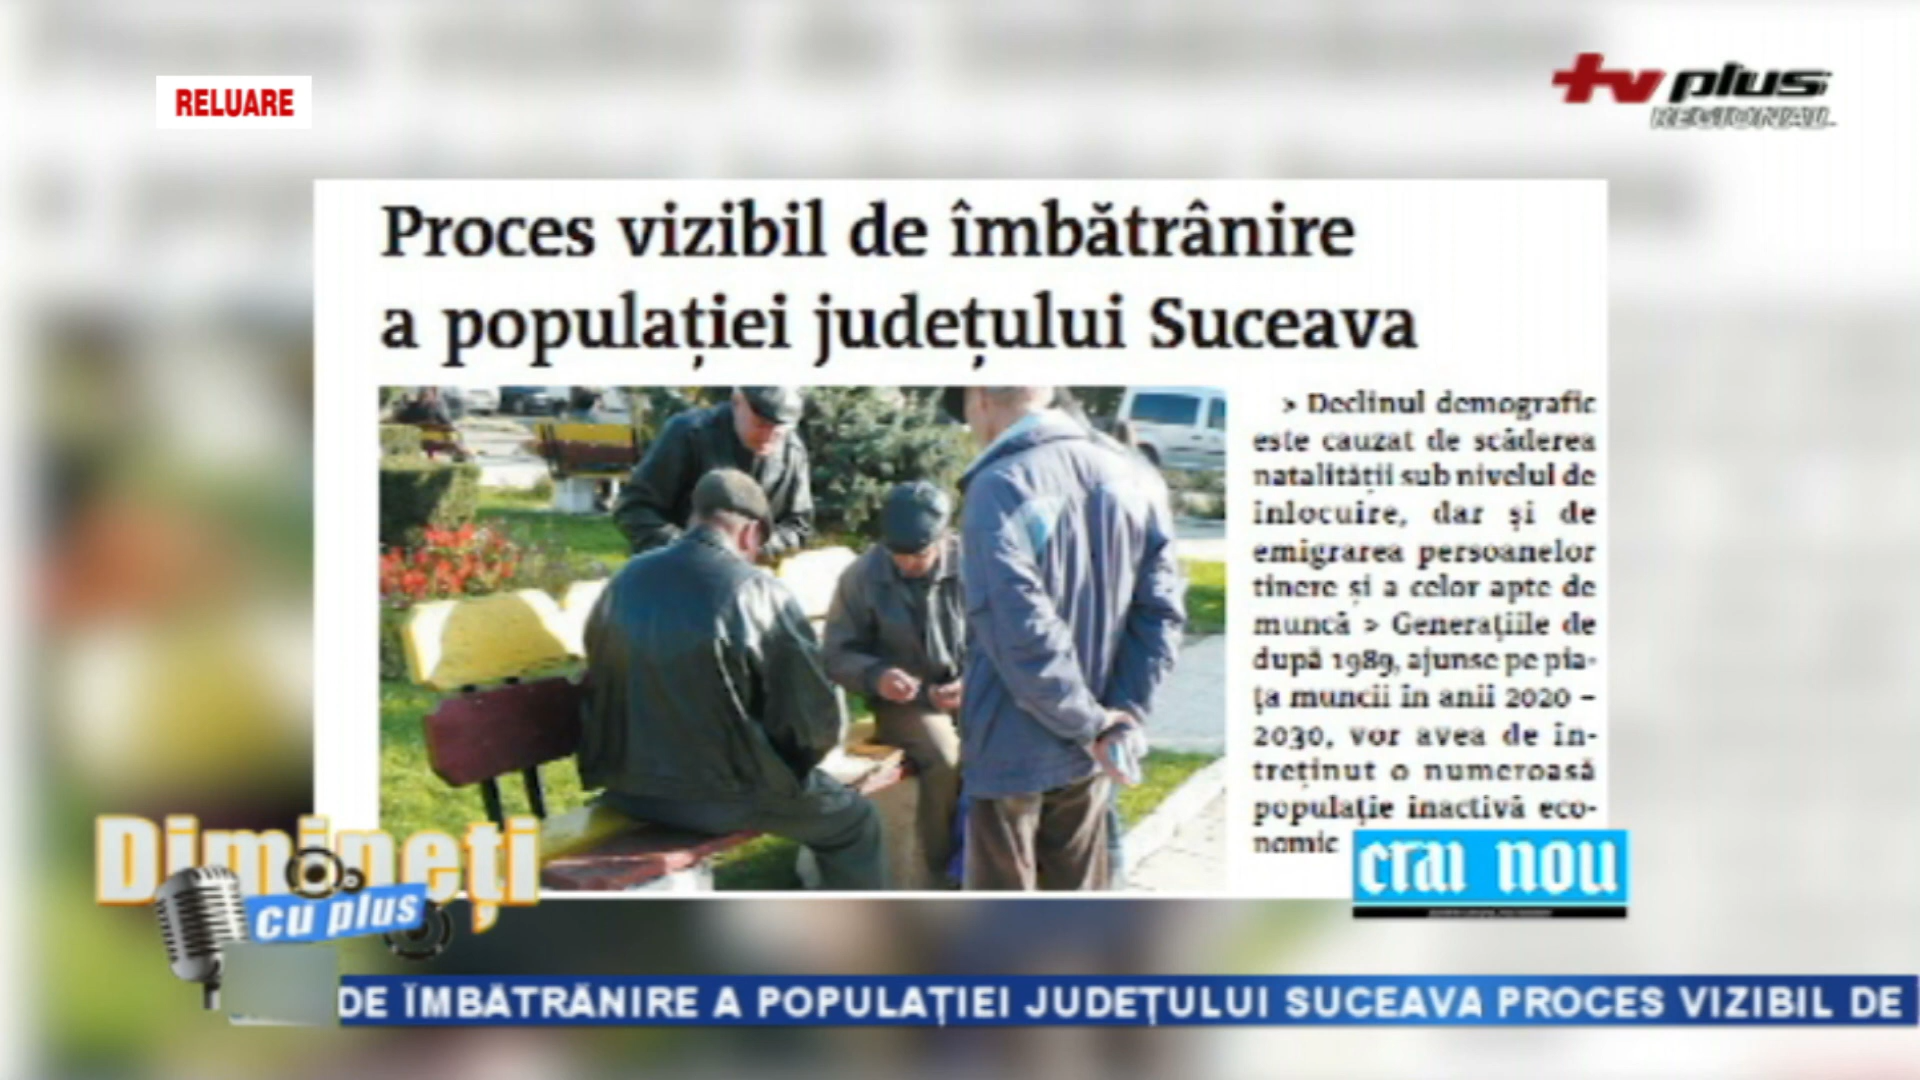 RELUARE
tv plus
REGIONAL
Proces vizibil de îmbătrânire
a populației județului Suceava
> Declinul demografic
este cauzat de scăderea
natalității sub nivelul de
înlocuire, dar și de
emigrarea persoanelor
tinere și a celor apte de
muncă > Generațiile de
după 1989, ajunse pe pia-
ța muncii în anii 2020 –
2030, vor avea de în-
treținut o numeroasă
populație inactivă eco-
nomic
crai nou
Dimineți
cu plus
DE ÎMBĂTRÂNIRE A POPULAȚIEI JUDEȚULUI SUCEAVA PROCES VIZIBIL DE